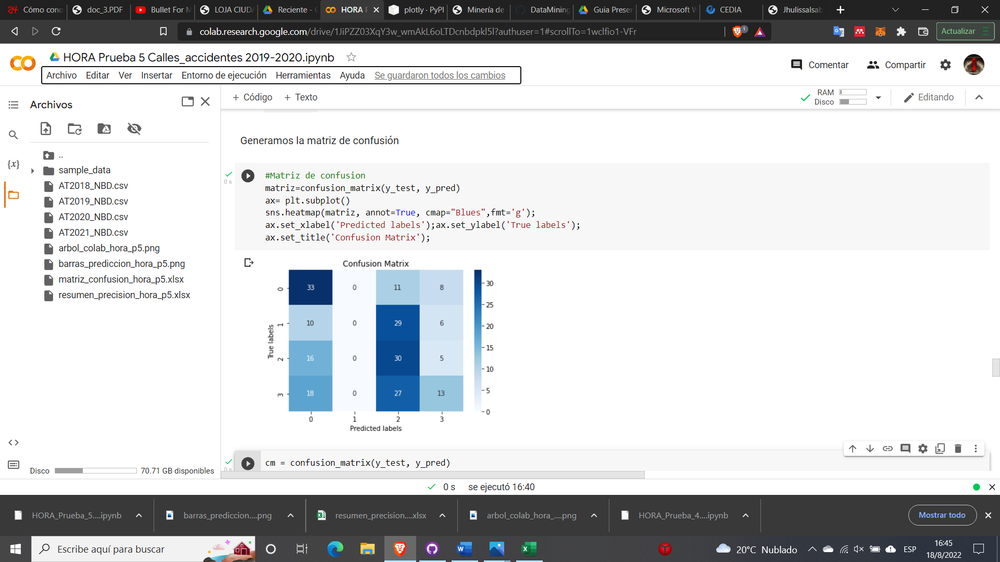 Cómo cono
doc_3.PDF
Bullet For M
LOJA CIUDA
Reciente - G
HORA P
plotly · PyPI
Minería de
DataMining
Guia Preser
Microsoft W
CEDIA
Jhulissalsab
colab.research.google.com/drive/1JiPZZ03XqY3w_wmAkL6oLTDcnbdpkl5l?authuser=1#scrollTo=1wclfio1-VFr
1
Actualizar
HORA Prueba 5 Calles_accidentes 2019-2020.ipynb
Comentar
Compartir
Archivo Editar Ver Insertar Entorno de ejecución Herramientas Ayuda Se guardaron todos los cambios
Archivos
+ Código + Texto
RAM
Disco
Editando
..
sample_data
AT2018_NBD.csv
AT2019_NBD.csv
AT2020_NBD.csv
AT2021_NBD.csv
arbol_colab_hora_p5.png
barras_prediccion_hora_p5.png
matriz_confusion_hora_p5.xlsx
resumen_precision_hora_p5.xlsx
Disco
70.71 GB disponibles
Generamos la matriz de confusión
0 s
#Matriz de confusion
matriz=confusion_matrix(y_test, y_pred)
ax= plt.subplot()
sns.heatmap(matriz, annot=True, cmap="Blues",fmt='g');
ax.set_xlabel('Predicted labels');ax.set_ylabel('True labels');
ax.set_title('Confusion Matrix');
Confusion Matrix
True labels
0 33 0 11 8
1 10 0 29 6
2 16 0 30 5
3 18 0 27 13
0 1 2 3
Predicted labels
30
25
20
15
10
5
0
0 s
cm = confusion_matrix(y_test, y_pred)
0 s se ejecutó 16:40
HORA_Prueba_5....ipynb
barras_prediccion....png
resumen_precision....xlsx
arbol_colab_hora_....png
HORA_Prueba_4....ipynb
Mostrar todo
Escribe aquí para buscar
20°C Nublado
ESP
16:45
18/8/2022